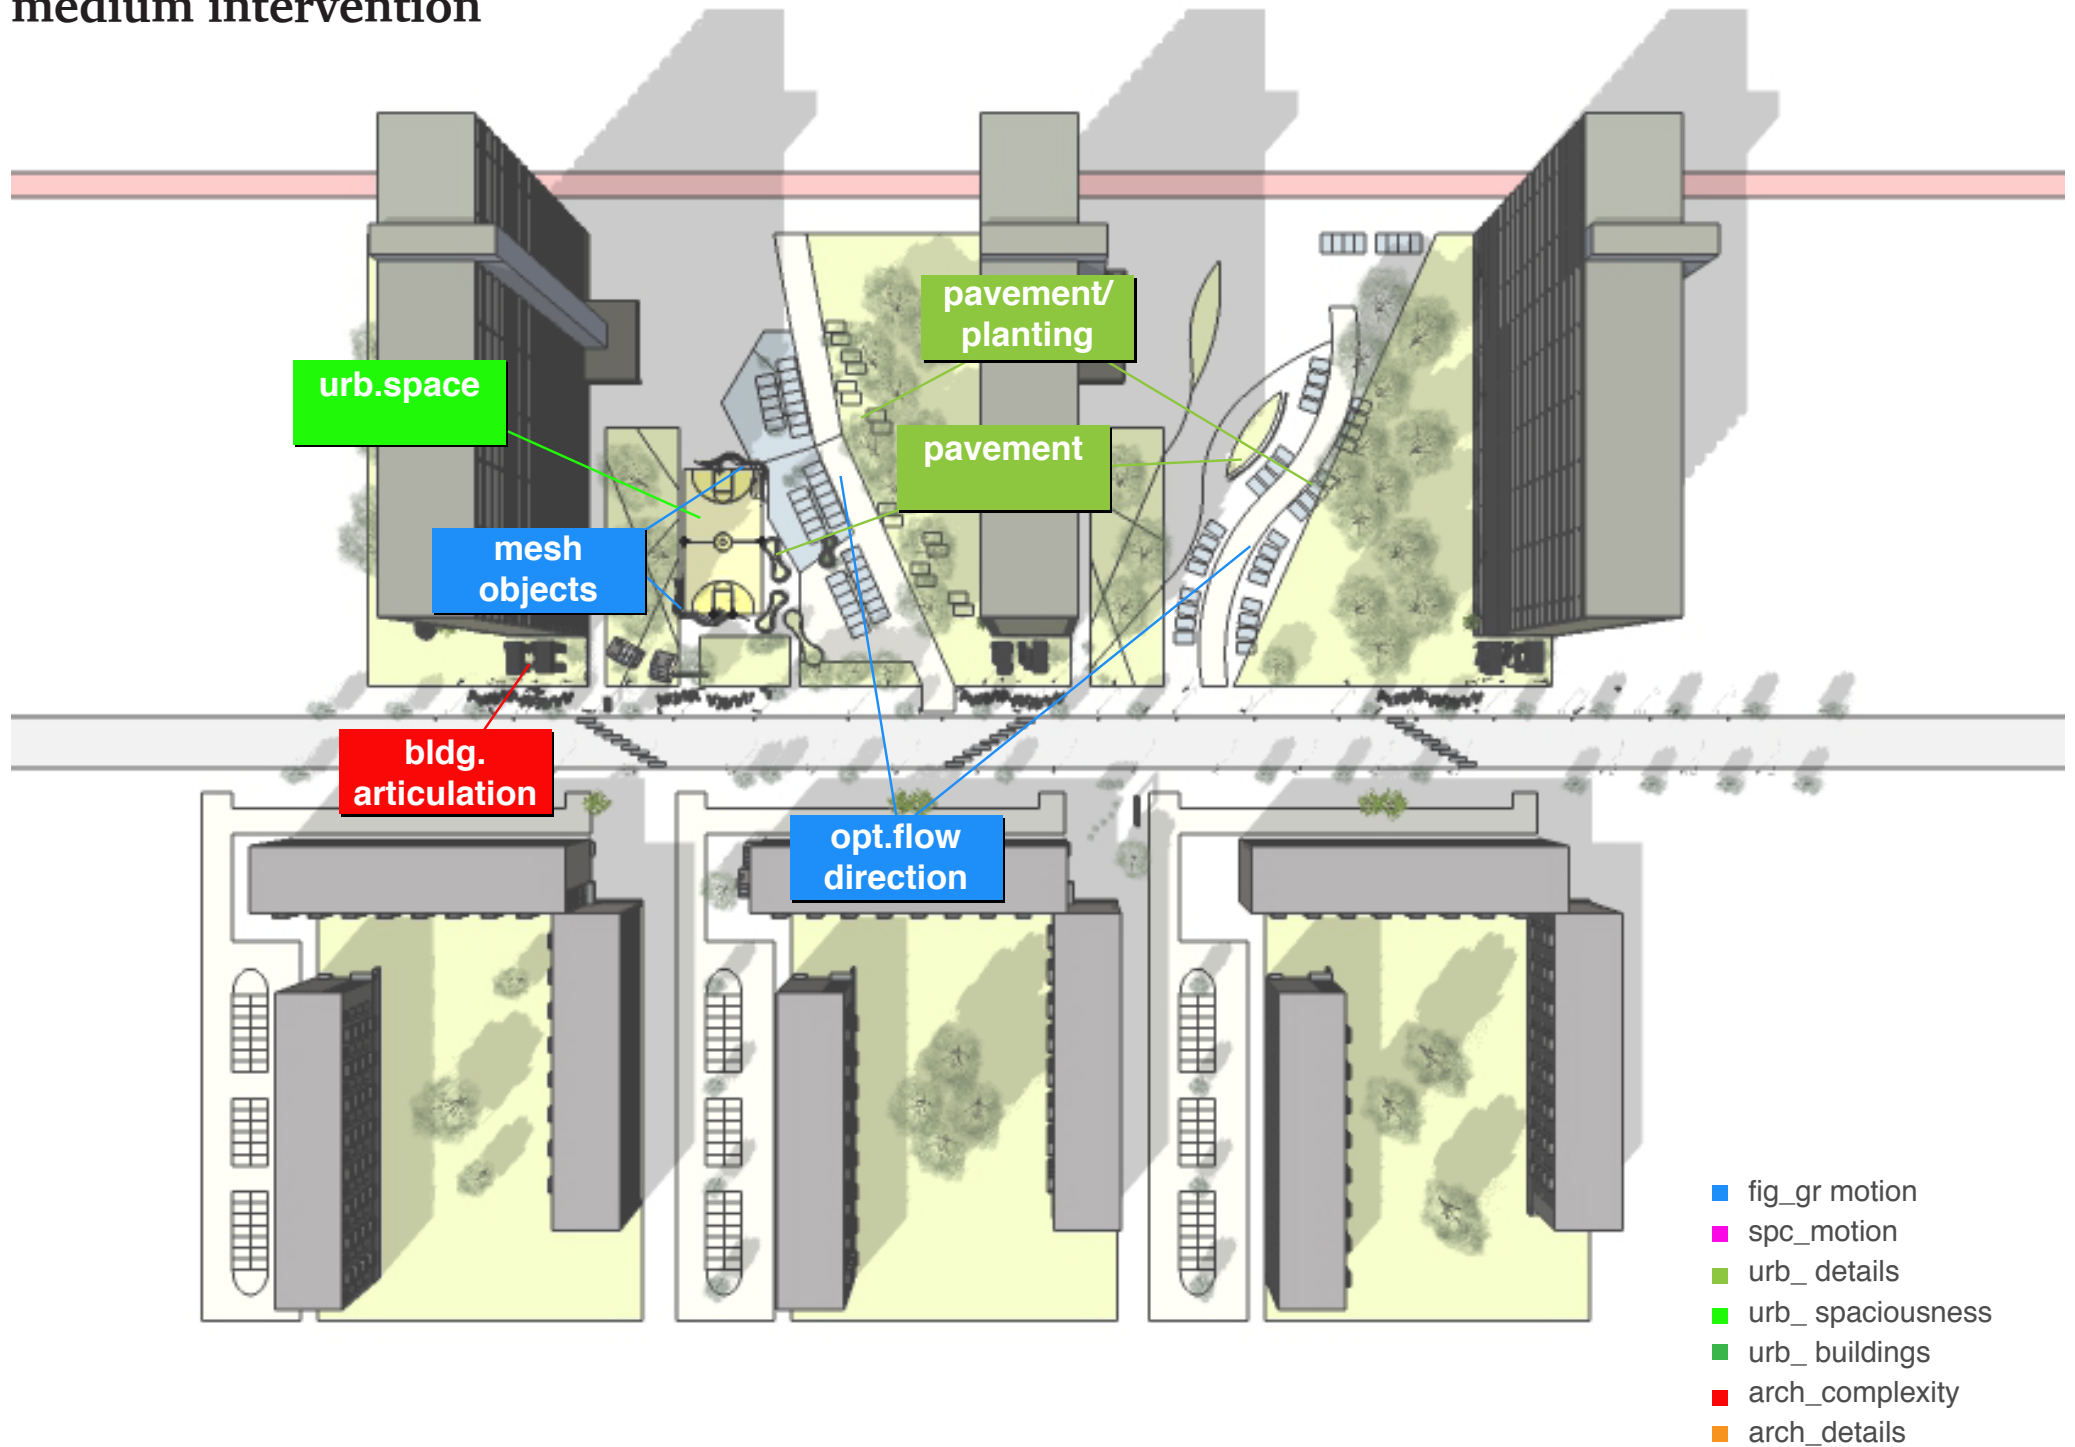 medium intervention
pavement/
planting
urb.space
pavement
mesh
objects
bldg.
articulation
opt.flow
direction
fig_gr motion
spc_motion
urb_ details
urb_ spaciousness
urb_ buildings
arch_complexity
arch_details